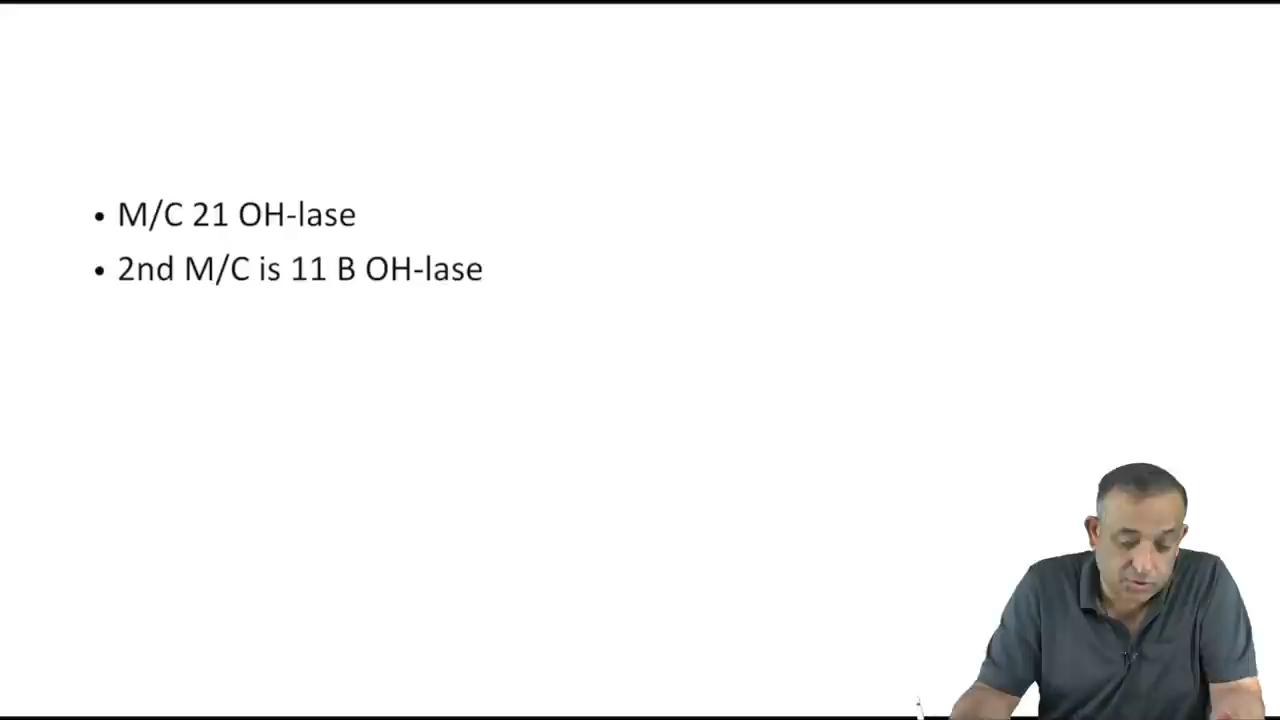 • M/C 21 OH-lase
• 2nd M/C is 11 B OH-lase